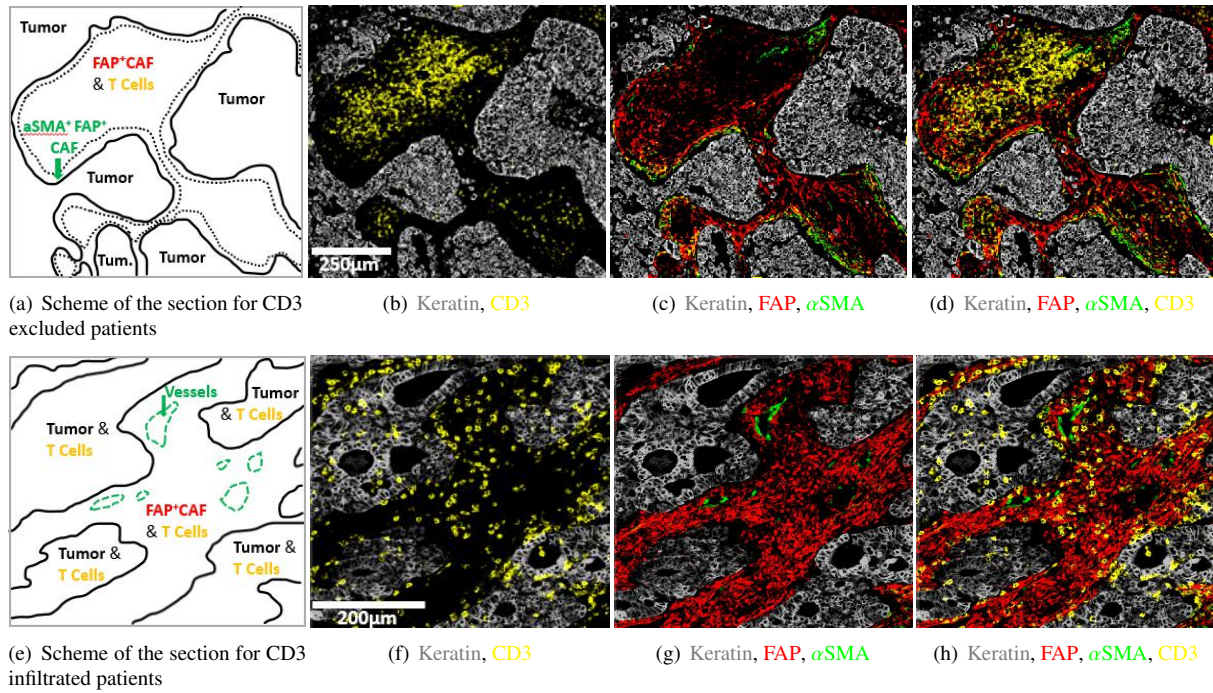 Tumor
FAP⁺CAF
& T Cells
Tumor
aSMA⁺ FAP⁺
CAF
Tumor
Tum.
Tumor
250µm
(a) Scheme of the section for CD3
excluded patients
(b) Keratin, CD3
(c) Keratin, FAP, αSMA
(d) Keratin, FAP, αSMA, CD3
Vessels
Tumor
& T Cells
Tumor &
T Cells
FAP⁺CAF
& T Cells
Tumor &
T Cells
Tumor &
T Cells
200µm
(e) Scheme of the section for CD3
infiltrated patients
(f) Keratin, CD3
(g) Keratin, FAP, αSMA
(h) Keratin, FAP, αSMA, CD3